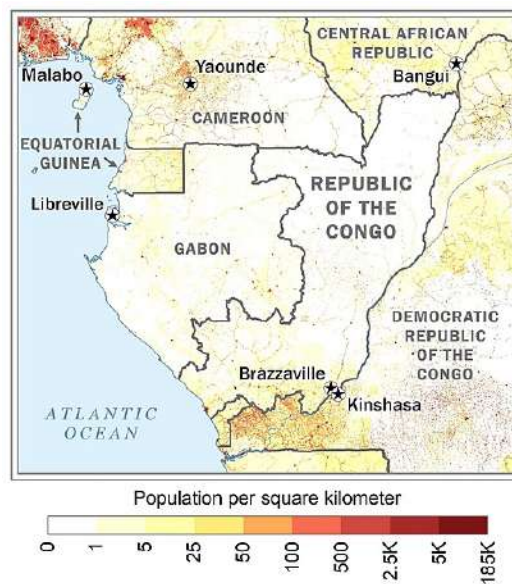 CENTRAL AFRICAN
REPUBLIC
Malabo
Yaounde
Bangui
CAMEROON
EQUATORIAL
GUINEA
REPUBLIC
OF THE
CONGO
Libreville
GABON
DEMOCRATIC
REPUBLIC
OF THE
CONGO
Brazzaville
Kinshasa
ATLANTIC
OCEAN
Population per square kilometer
0
1
5
25
50
100
500
2.5K
5K
185K